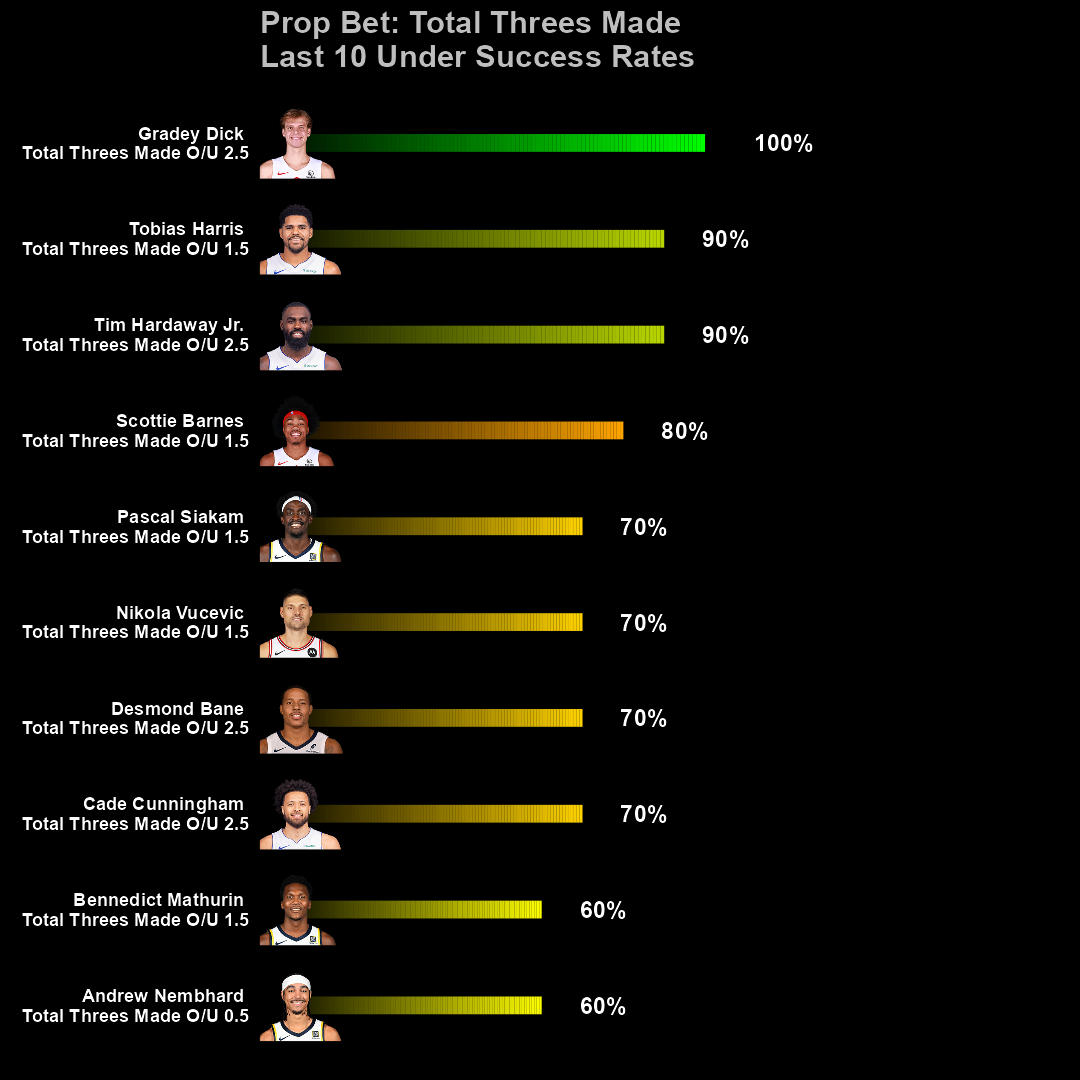 Prop Bet: Total Threes Made
Last 10 Under Success Rates
Gradey Dick
Total Threes Made O/U 2.5
100%
Tobias Harris
Total Threes Made O/U 1.5
90%
Tim Hardaway Jr.
Total Threes Made O/U 2.5
90%
Scottie Barnes
Total Threes Made O/U 1.5
80%
Pascal Siakam
Total Threes Made O/U 1.5
70%
Nikola Vucevic
Total Threes Made O/U 1.5
70%
Desmond Bane
Total Threes Made O/U 2.5
70%
Cade Cunningham
Total Threes Made O/U 2.5
70%
Bennedict Mathurin
Total Threes Made O/U 1.5
60%
Andrew Nembhard
Total Threes Made O/U 0.5
60%